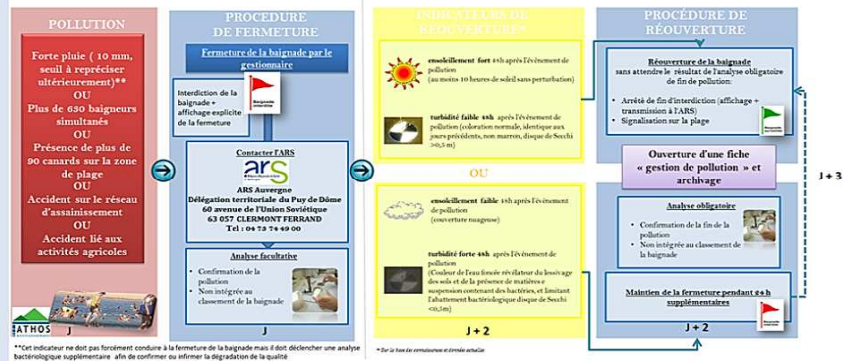 POLLUTION
Forte pluie ( 10 mm,
seuil à repréciser
ultérieurement)**
OU
Plus de 650 baigneurs
simultanés
OU
Présence de plus de
90 canards sur la zone
de plage
OU
Accident sur le réseau
d'assainissement
OU
Accident lié aux
activités agricoles
ATHOS
J
PROCEDURE
DE FERMETURE
Fermeture de la baignade par le
gestionnaire
Interdiction de la
baignade +
affichage explicite
de la fermeture
Baignade
interdite
Contacter l'ARS
ars
ARS Auvergne
Délégation territoriale du Puy de Dôme
60 avenue de l'Union Soviétique
63 057 CLERMONT FERRAND
Tel : 04 73 74 49 00
Analyse facultative
• Confirmation de la
pollution
• Non intégrée au
classement de la baignade
J
INDICATEURS DE
RÉOUVERTURE*
ensoleillement fort 48h après l'évènement de
pollution
(au moins 10 heures de soleil sans perturbation)
turbidité faible 48h après l'évènement de
pollution (coloration normale, identique aux
jours précédents, non marron, disque de Secchi
>0,5 m)
OU
ensoleillement faible 48h après l'évènement
de pollution
(couverture nuageuse)
turbidité forte 48h après l'évènement de
pollution
(Couleur de l'eau foncée révélateur du lessivage
des sols et de la présence de matières e
suspension contenant des bactéries, et limitant
l'abattement bactériologique disque de Secchi
<0,5m)
J + 2
PROCÉDURE DE
RÉOUVERTURE
Réouverture de la baignade
sans attendre le résultat de l'analyse obligatoire
de fin de pollution:
• Arrêté de fin d'interdiction (affichage +
transmission à l'ARS)
• Signalisation sur la plage
Ouverture d'une fiche
« gestion de pollution » et
archivage
Analyse obligatoire
• Confirmation de la fin de la
pollution
• Non intégrée au classement de
la baignade
Maintien de la fermeture pendant 24 h
supplémentaires
J + 2
J + 3
**Cet indicateur ne doit pas forcément conduire à la fermeture de la baignade mais il doit déclencher une analyse
bactériologique supplémentaire afin de confirmer ou infirmer la dégradation de la qualité